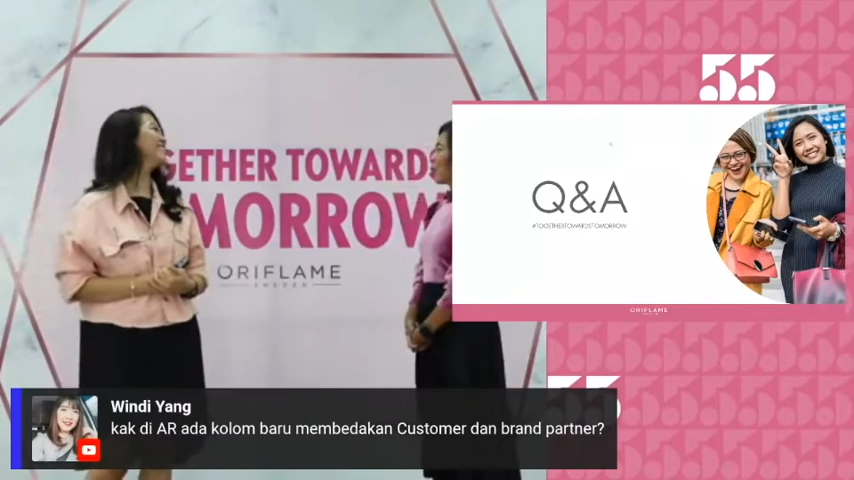 GETHER TOWARDS
MORROW
ORIFLAME
SWEDEN
55
Q&A
#TOGETHERTOWARDSTOMORROW
ORIFLAME
Windi Yang
kak di AR ada kolom baru membedakan Customer dan brand partner?